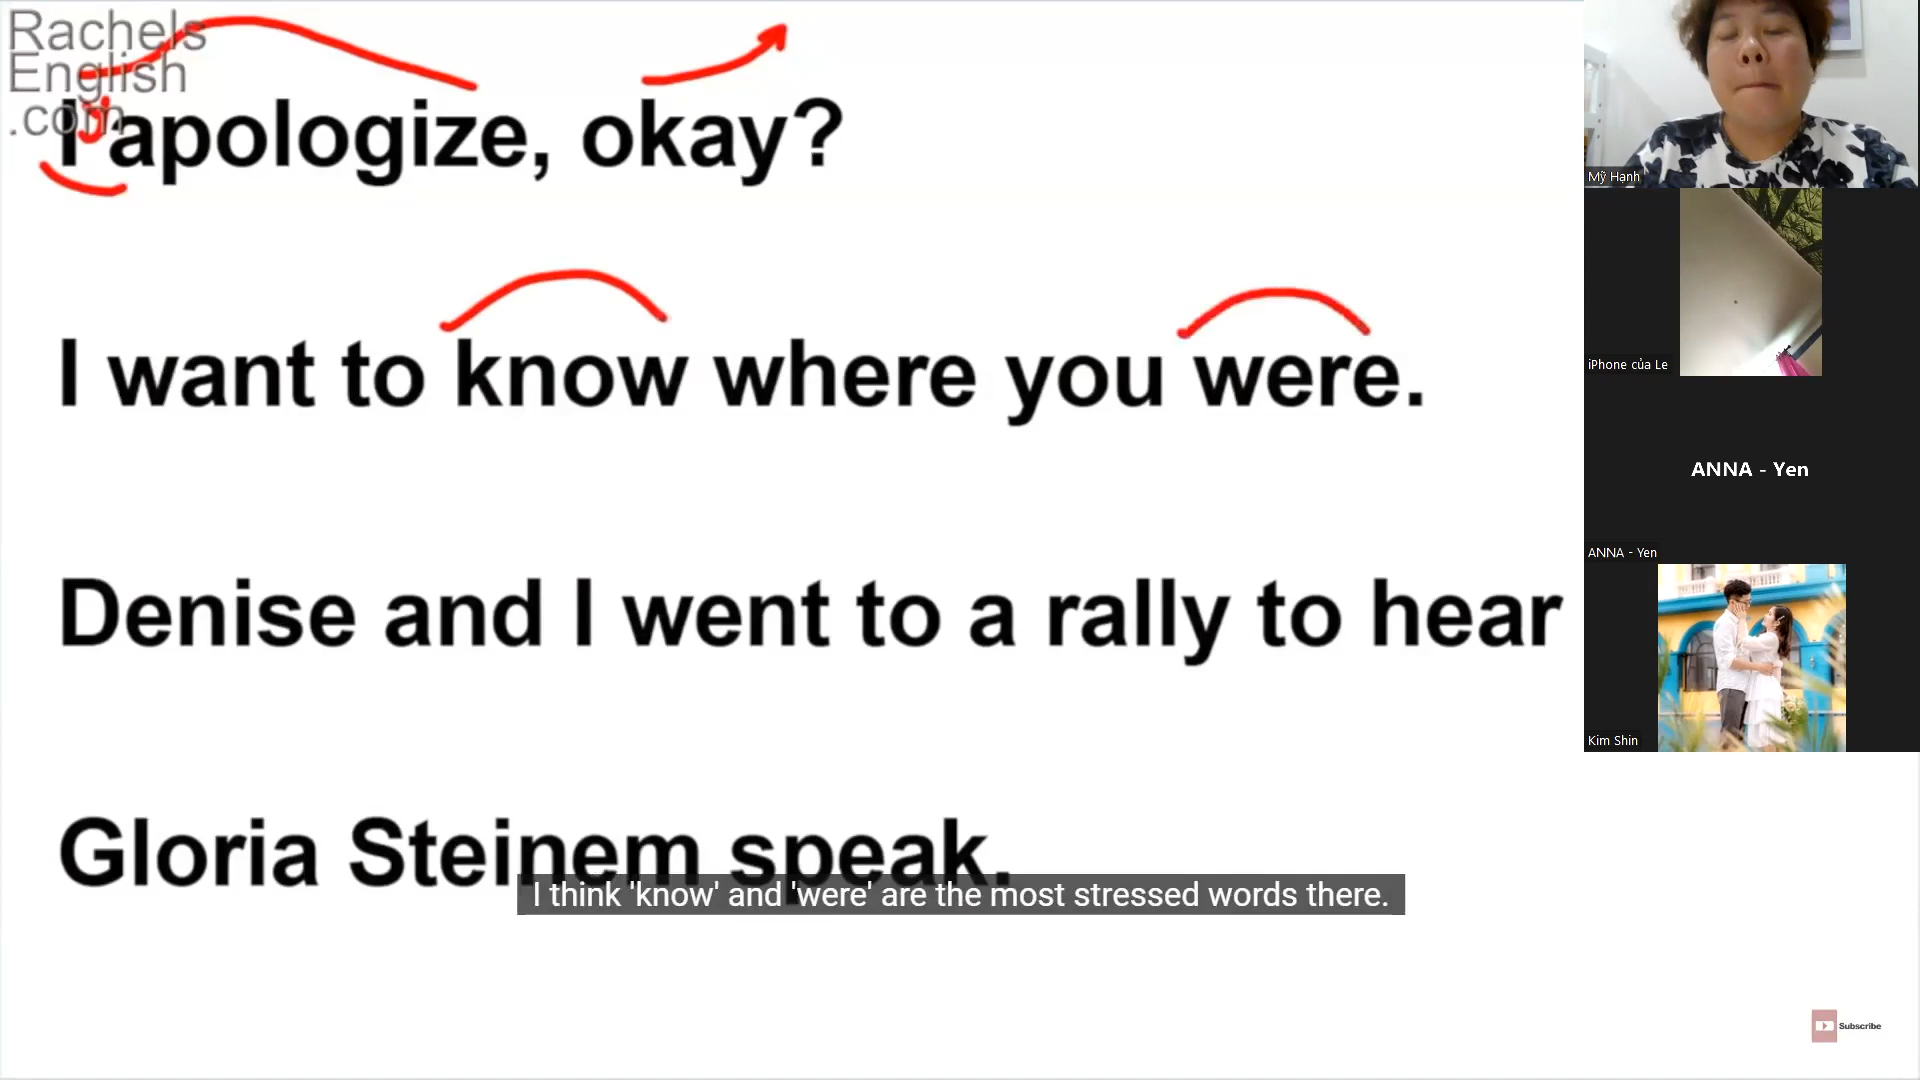 Rachels
English
.com
I apologize, okay?
I want to know where you were.
Denise and I went to a rally to hear
Gloria Steinem speak.
I think 'know' and 'were' are the most stressed words there.
Subscribe
Mỹ Hạnh
iPhone của Le
ANNA - Yen
ANNA - Yen
Kim Shin